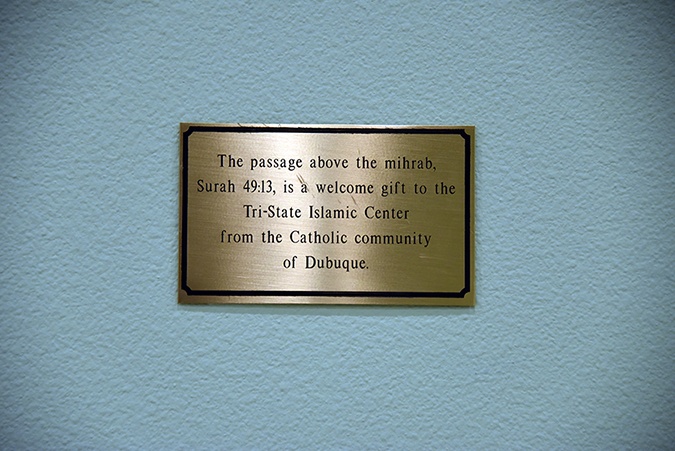 The passage above the mihrab,
Surah 49:13, is a welcome gift to the
Tri-State Islamic Center
from the Catholic community
of Dubuque.